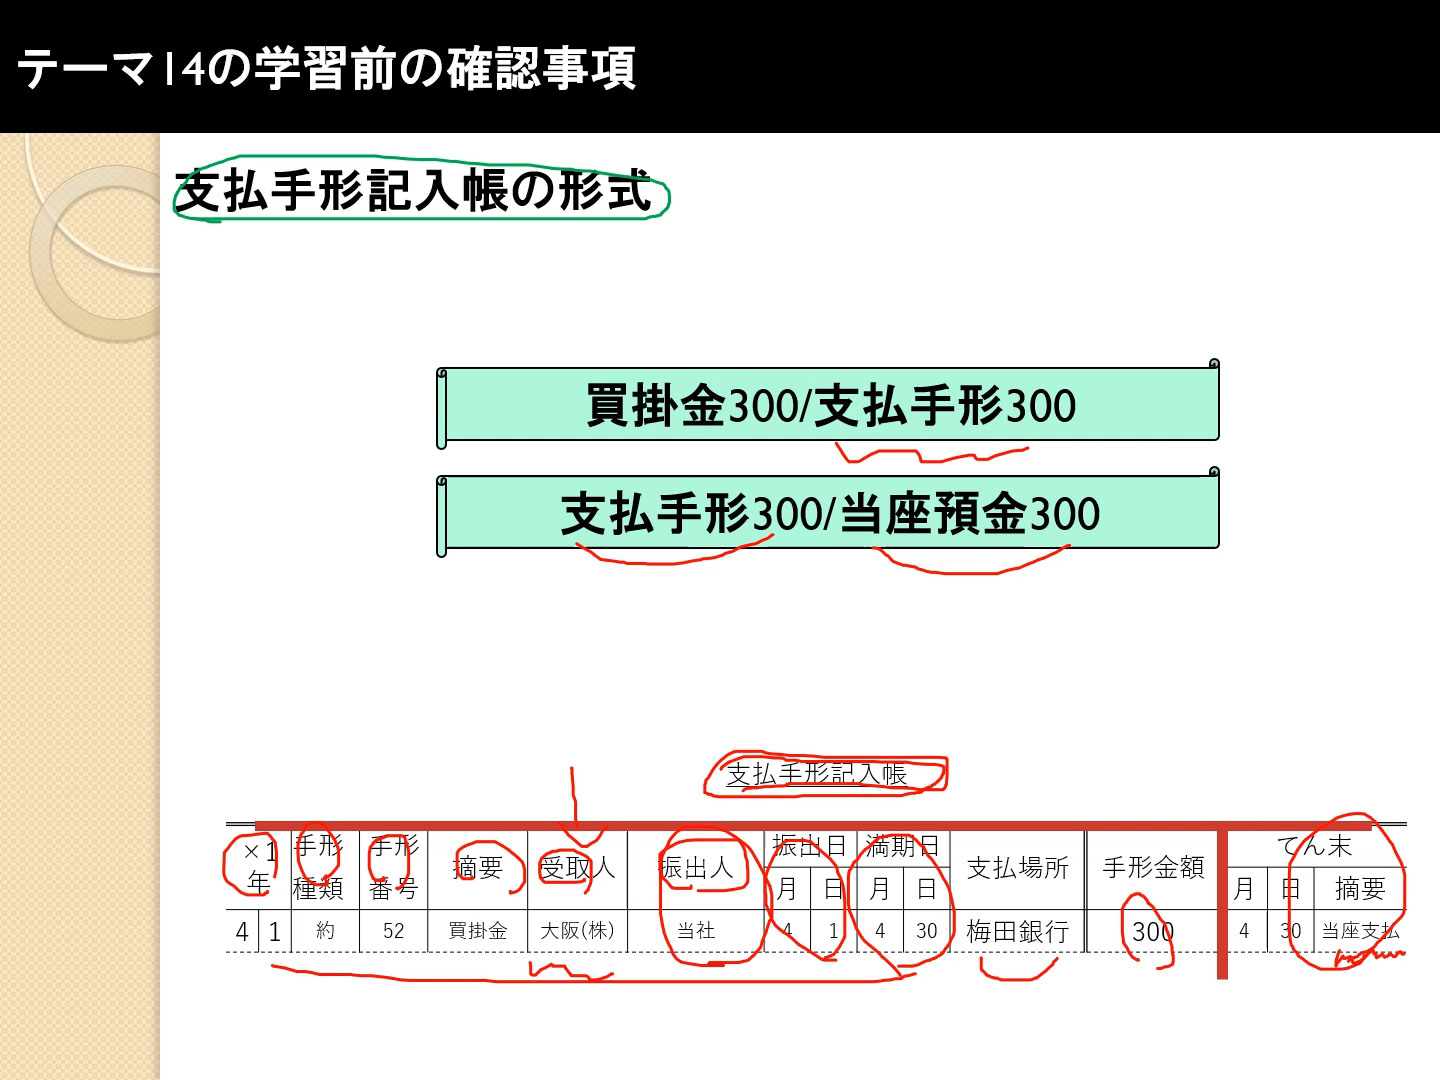 テーマ14の学習前の確認事項
支払手形記入帳の形式
買掛金300/支払手形300
支払手形300/当座預金300
支払手形記入帳
×1年 手形種類 手形番号 摘要 受取人 振出人 振出日 満期日 支払場所 手形金額 てん末
月 日 月 日 月 日 摘要
4 1 約 52 買掛金 大阪(株) 当社 4 1 4 30 梅田銀行 300 4 30 当座支払